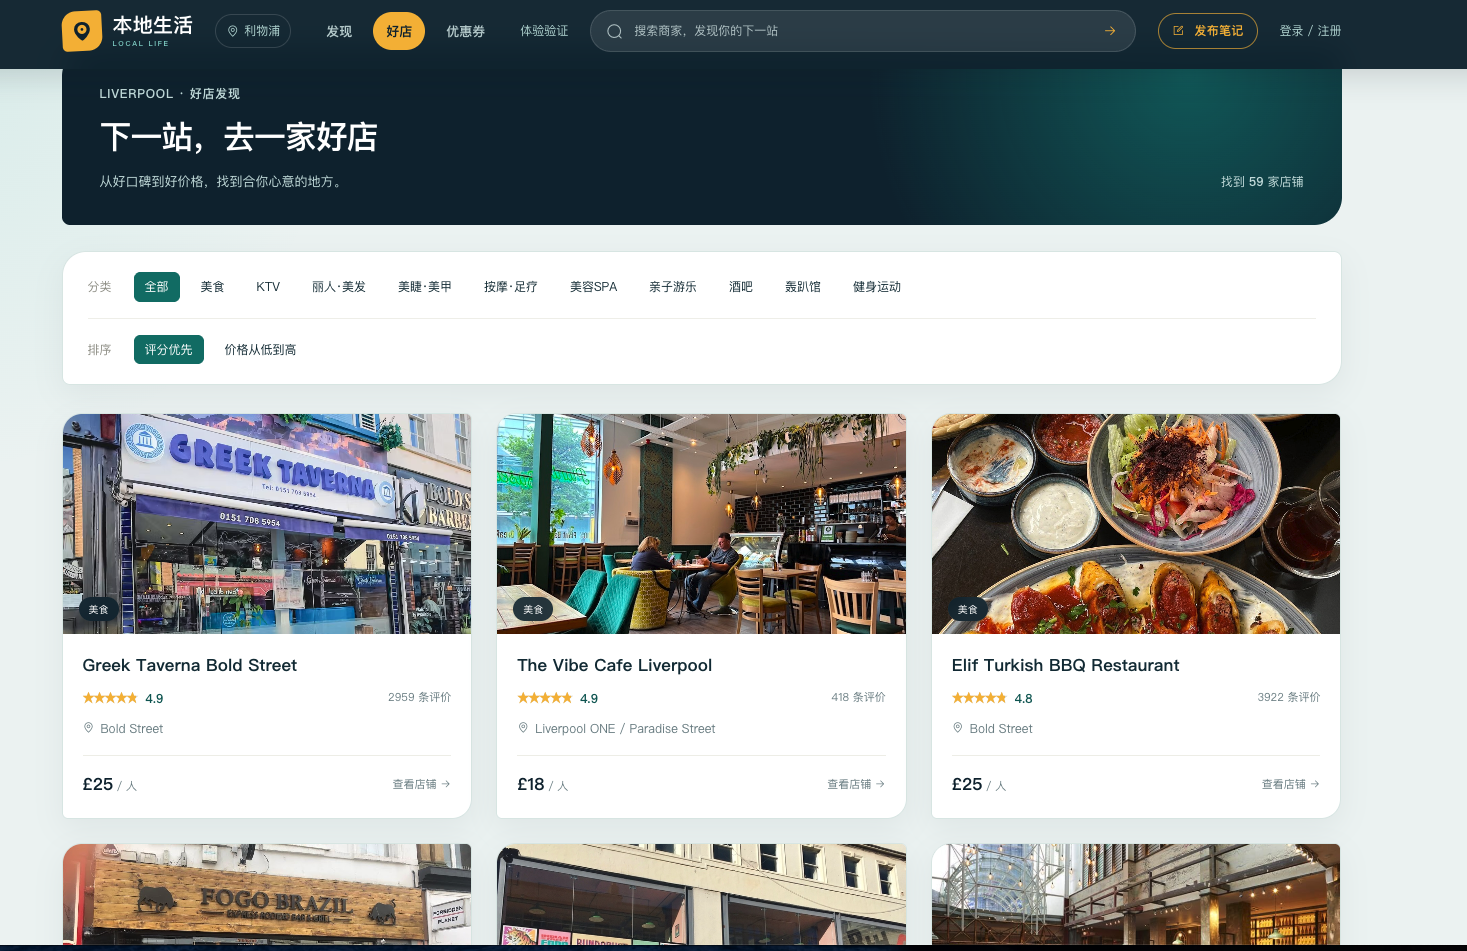 本地生活
LOCAL LIFE
利物浦
发现
好店
优惠券
体验验证
搜索商家，发现你的下一站
发布笔记
登录 / 注册
LIVERPOOL · 好店发现
下一站，去一家好店
从好口碑到好价格，找到合你心意的地方。
找到 59 家店铺
分类 全部 美食 KTV 丽人·美发 美睫·美甲 按摩·足疗 美容SPA 亲子游乐 酒吧 轰趴馆 健身运动
排序 评分优先 价格从低到高
GREEK TAVERNA
Tel: 0151 708 5954
0151 708 5954
0151 708 5954
美食
美食
美食
Greek Taverna Bold Street
4.9
2959 条评价
Bold Street
£25 / 人
查看店铺 →
The Vibe Cafe Liverpool
4.9
418 条评价
Liverpool ONE / Paradise Street
£18 / 人
查看店铺 →
Elif Turkish BBQ Restaurant
4.8
3922 条评价
Bold Street
£25 / 人
查看店铺 →
FOGO BRAZIL
FORBIDDEN
PLANET